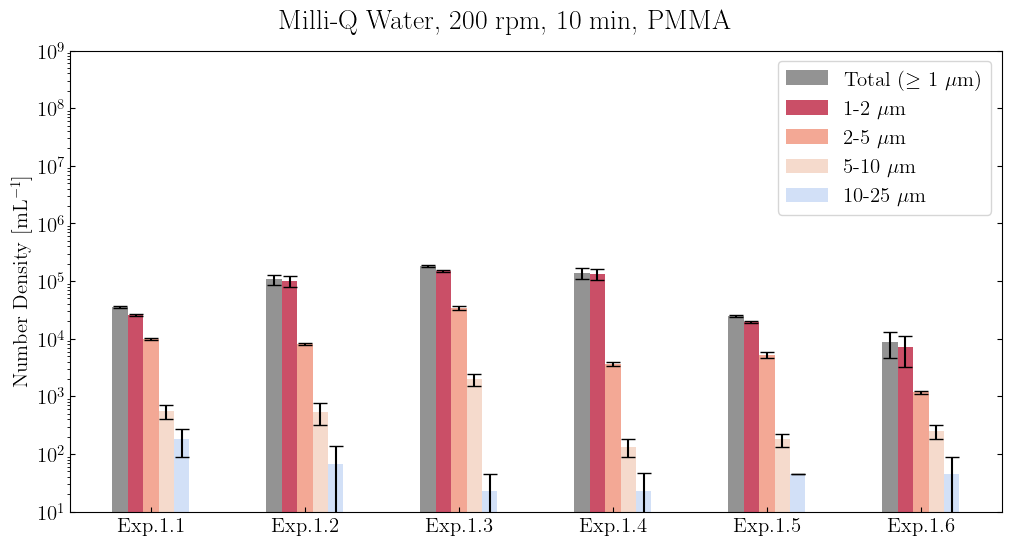 Milli-Q Water, 200 rpm, 10 min, PMMA
Number Density [mL⁻¹]
10⁹
10⁸
10⁷
10⁶
10⁵
10⁴
10³
10²
10¹
Total (≥ 1 μm)
1-2 μm
2-5 μm
5-10 μm
10-25 μm
Exp.1.1 Exp.1.2 Exp.1.3 Exp.1.4 Exp.1.5 Exp.1.6